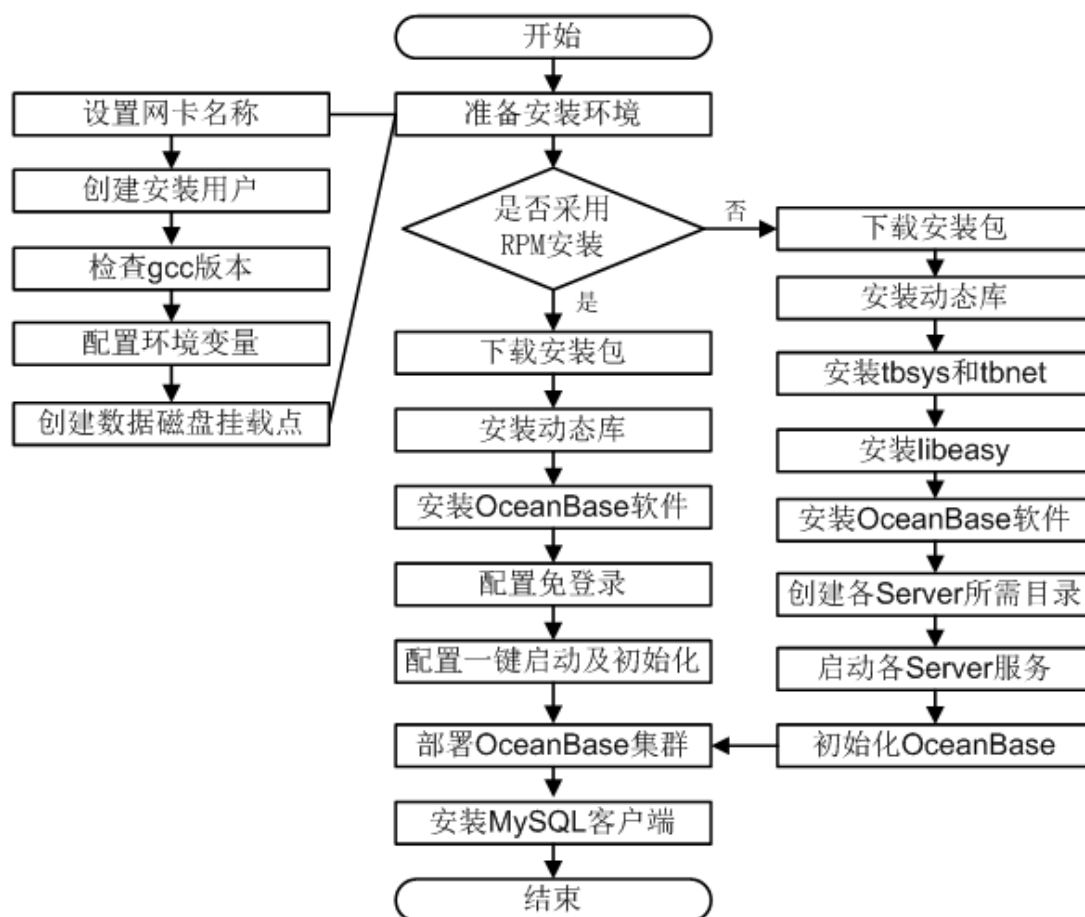 开始
准备安装环境
设置网卡名称
创建安装用户
检查gcc版本
配置环境变量
创建数据磁盘挂载点
是否采用
RPM安装
是
下载安装包
安装动态库
安装OceanBase软件
配置免登录
配置一键启动及初始化
部署OceanBase集群
安装MySQL客户端
结束
否
下载安装包
安装动态库
安装tbsys和tbnet
安装libeasy
安装OceanBase软件
创建各Server所需目录
启动各Server服务
初始化OceanBase